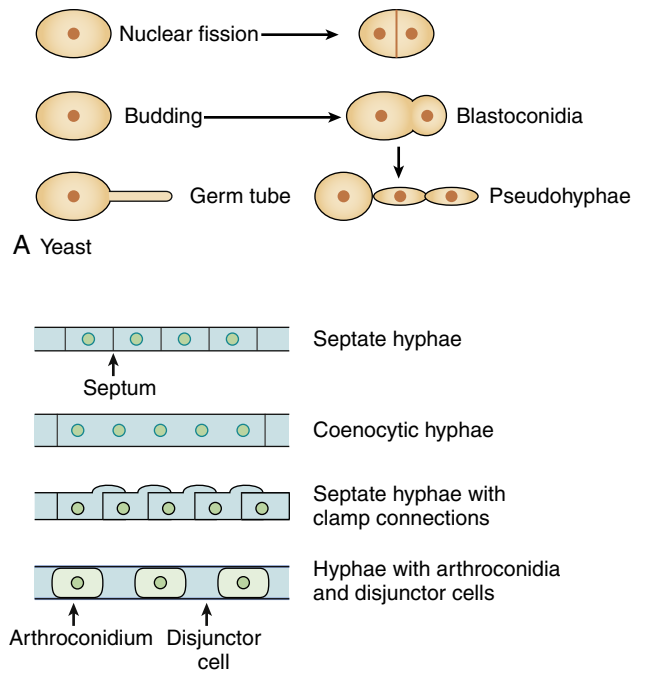 Nuclear fission
Budding
Blastoconidia
Germ tube
Pseudohyphae
A Yeast
Septate hyphae
Septum
Coenocytic hyphae
Septate hyphae with
clamp connections
Hyphae with arthroconidia
and disjunctor cells
Arthroconidium Disjunctor
cell